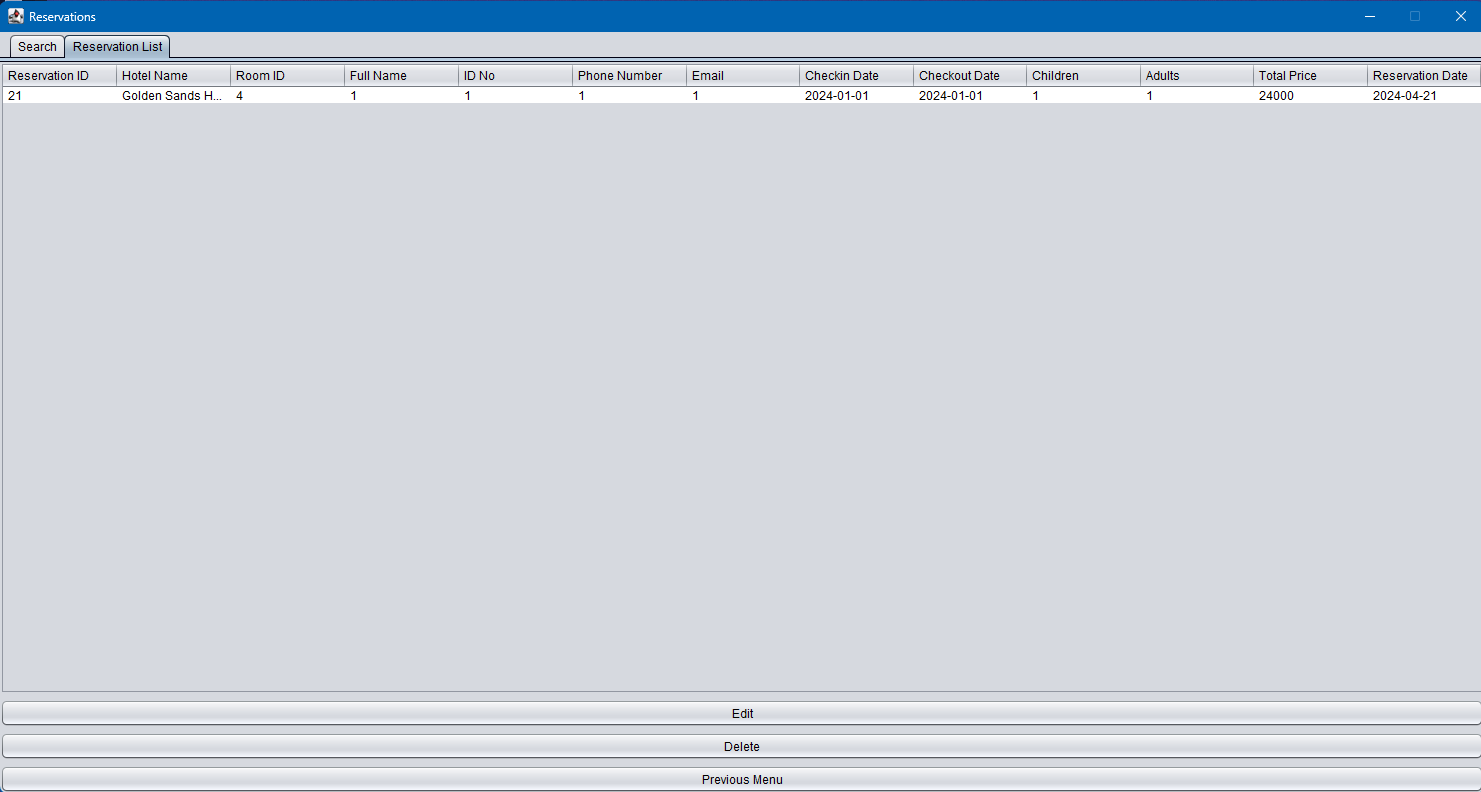 Reservations
Search Reservation List
Reservation ID Hotel Name Room ID Full Name ID No Phone Number Email Checkin Date Checkout Date Children Adults Total Price Reservation Date
21 Golden Sands H... 4 1 1 1 1 2024-01-01 2024-01-01 1 1 24000 2024-04-21
Edit
Delete
Previous Menu